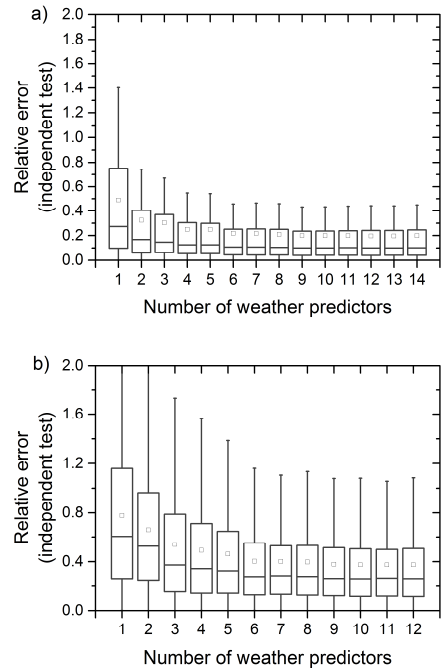 a)
Relative error
(independent test)
2.0
1.8
1.6
1.4
1.2
1.0
0.8
0.6
0.4
0.2
0.0
1 2 3 4 5 6 7 8 9 10 11 12 13 14
Number of weather predictors
b)
Relative error
(independent test)
2.0
1.6
1.2
0.8
0.4
0.0
1 2 3 4 5 6 7 8 9 10 11 12
Number of weather predictors